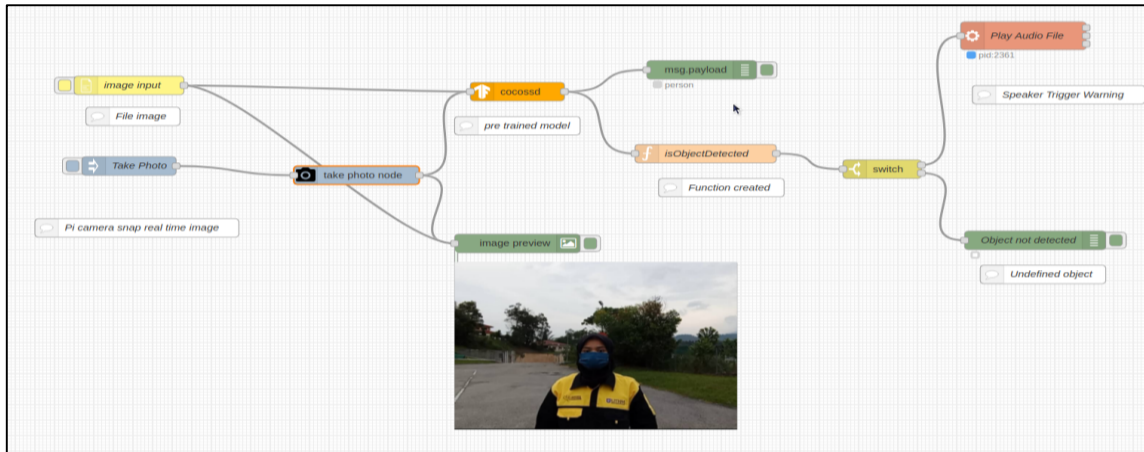 image input
File image
Take Photo
take photo node
Pi camera snap real time image
cocossd
pre trained model
image preview
msg.payload
person
isObjectDetected
Function created
switch
Play Audio File
pid:2361
Speaker Trigger Warning
Object not detected
Undefined object